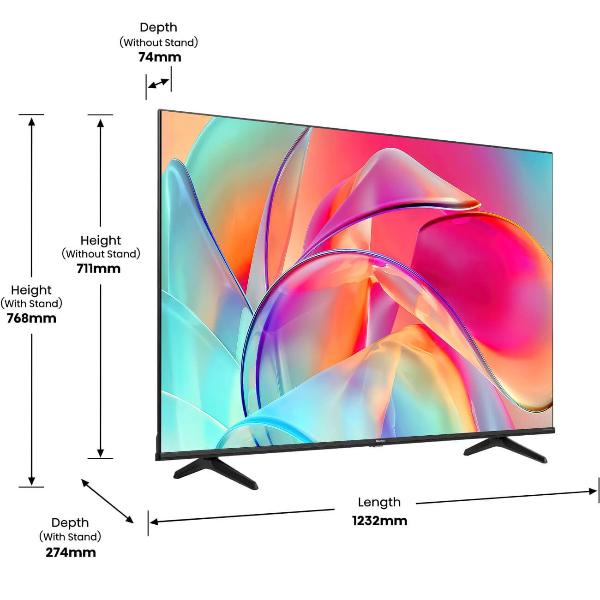 Depth
(Without Stand)
74mm
Height
(Without Stand)
711mm
Height
(With Stand)
768mm
Length
1232mm
Depth
(With Stand)
274mm